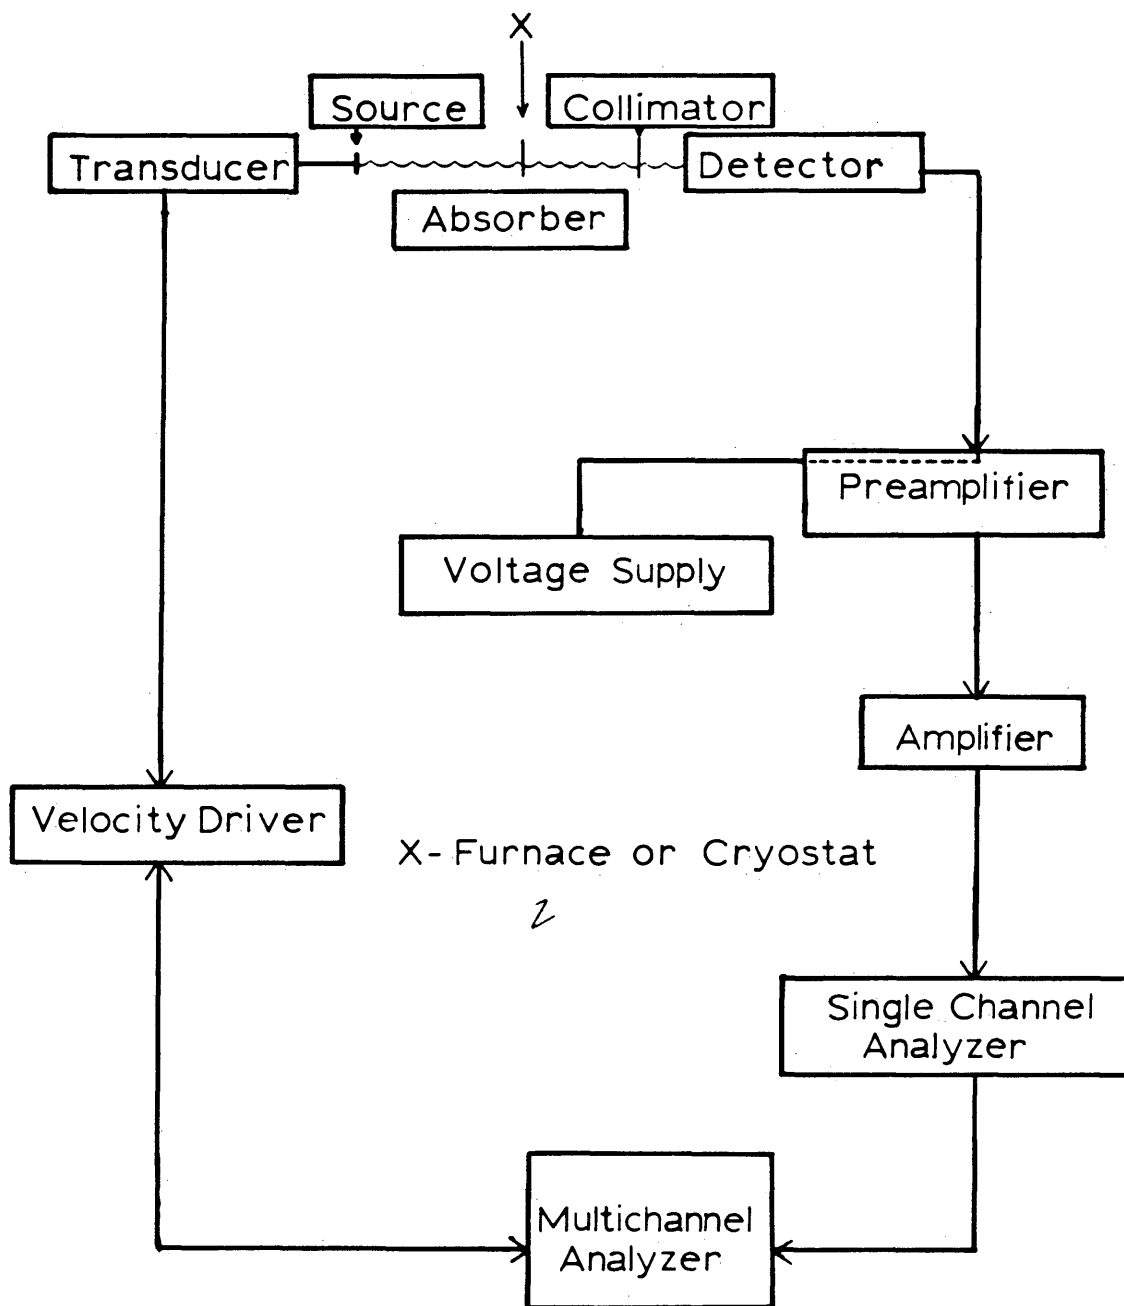 X
Source
Collimator
Transducer
Detector
Absorber
Preamplifier
Voltage Supply
Amplifier
Velocity Driver
X- Furnace or Cryostat
2
Single Channel
Analyzer
Multichannel
Analyzer